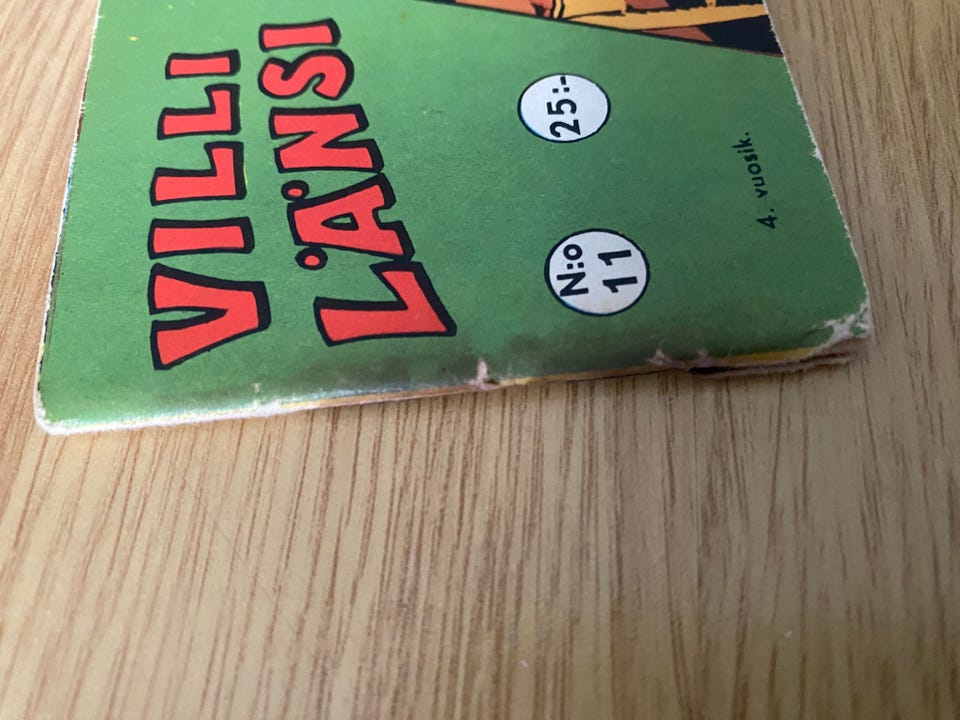 VILLI
LÄNSI
N:o
11
25:-
4. vuosik.